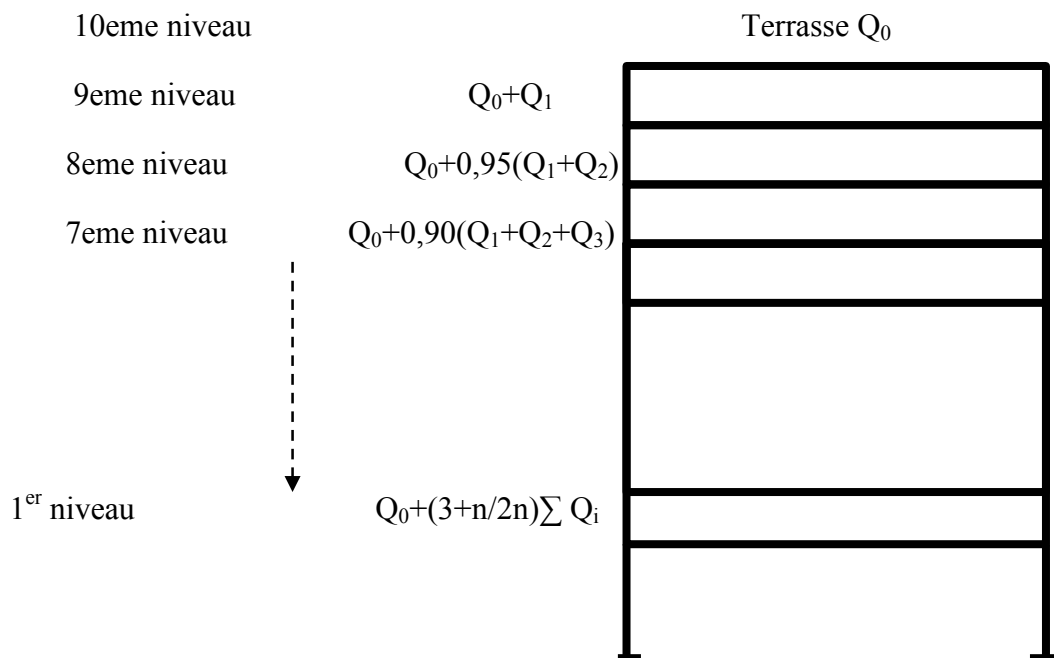 10eme niveau Terrasse Q₀
9eme niveau Q₀+Q₁
8eme niveau Q₀+0,95(Q₁+Q₂)
7eme niveau Q₀+0,90(Q₁+Q₂+Q₃)
1ᵉʳ niveau Q₀+(3+n/2n)∑ Qᵢ